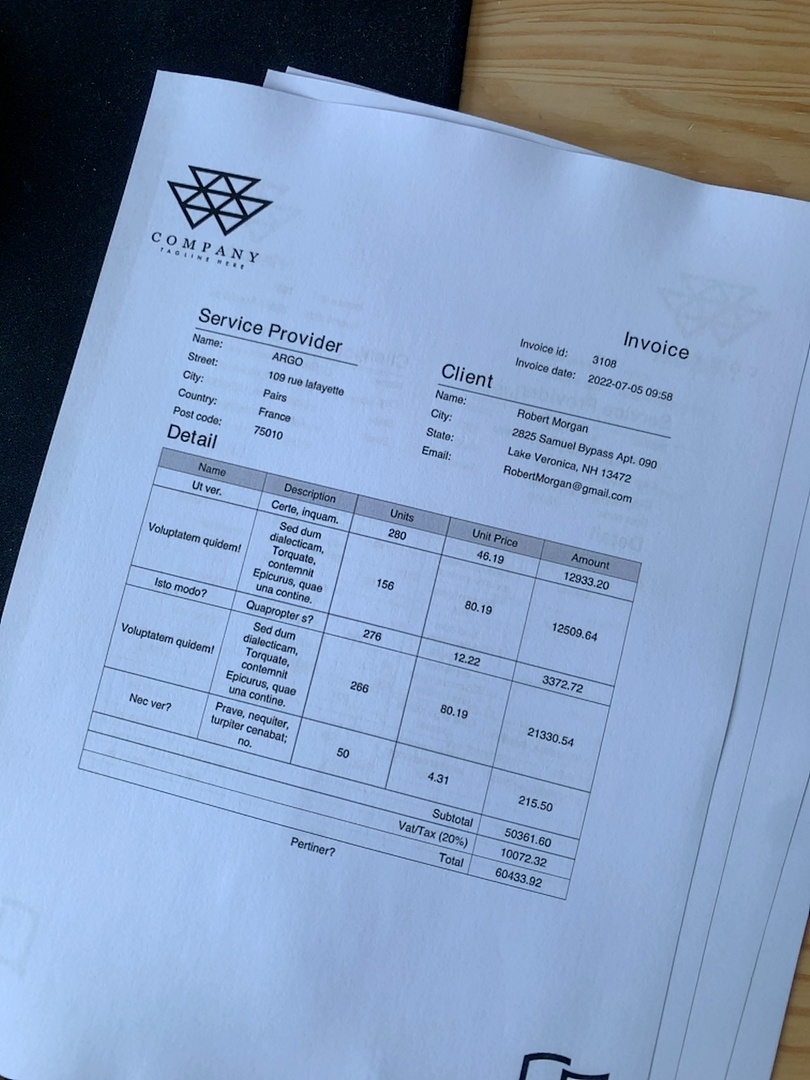 COMPANY
TAGLINE HERE
Invoice
Invoice id: 3108
Invoice date: 2022-07-05 09:58
Service Provider
Name: ARGO
Street: 109 rue lafayette
City: Pairs
Country: France
Post code: 75010
Client
Name: Robert Morgan
City: 2825 Samuel Bypass Apt. 090
State: Lake Veronica, NH 13472
Email: RobertMorgan@gmail.com
Detail
Name Description Units Unit Price Amount
Ut ver. Certe, inquam. 280 46.19 12933.20
Voluptatem quidem! Sed dum
dialecticam,
Torquate,
contemnit
Epicurus, quae
una contine. 156 80.19 12509.64
Isto modo? Quapropter s? 276 12.22 3372.72
Voluptatem quidem! Sed dum
dialecticam,
Torquate,
contemnit
Epicurus, quae
una contine. 266 80.19 21330.54
Nec ver? Prave, nequiter,
turpiter cenabat;
no. 50 4.31 215.50
Subtotal 50361.60
Vat/Tax (20%) 10072.32
Total 60433.92
Pertiner?